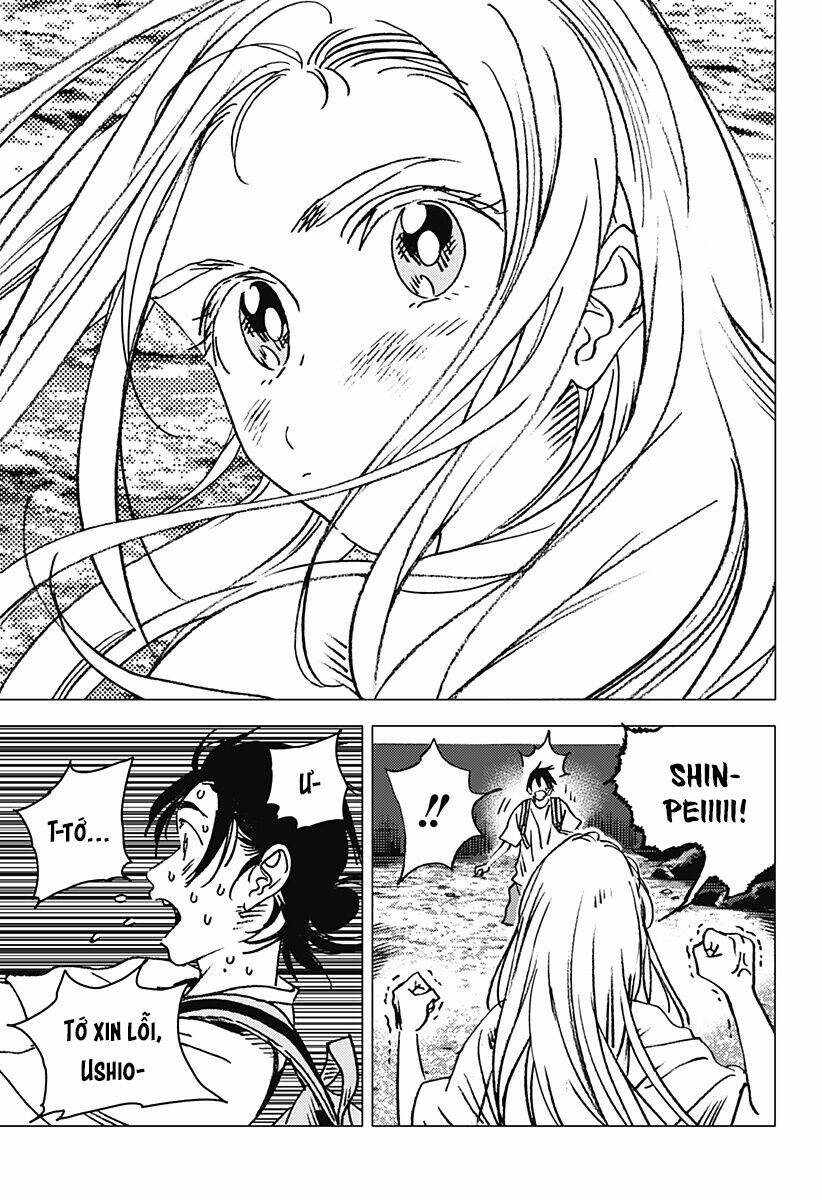 SHIN-
PEIIIII!
!!
Ư-
T-TỚ...
TỚ XIN LỖI,
USHIO-